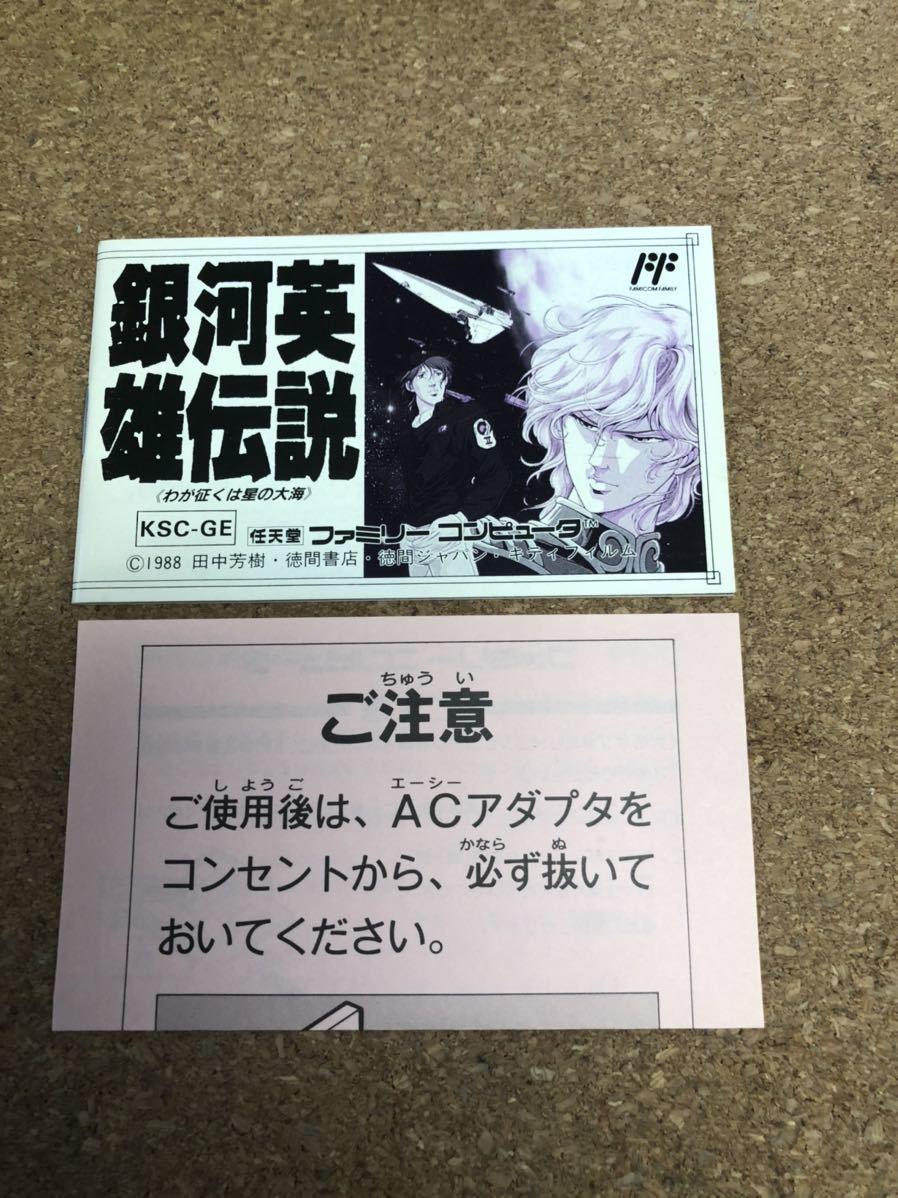 銀河英
雄伝説
《わが征くは星の大海》
KSC-GE
任天堂 ファミリーコンピュータ™
©1988 田中芳樹・徳間書店・徳間ジャパン・キティフィルム
FF
FAMICOM FAMILY
ちゅう い
ご注意
し よう ご エーシー
ご使用後は、ACアダプタを
かなら ぬ
コンセントから、必ず抜いて
おいてください。